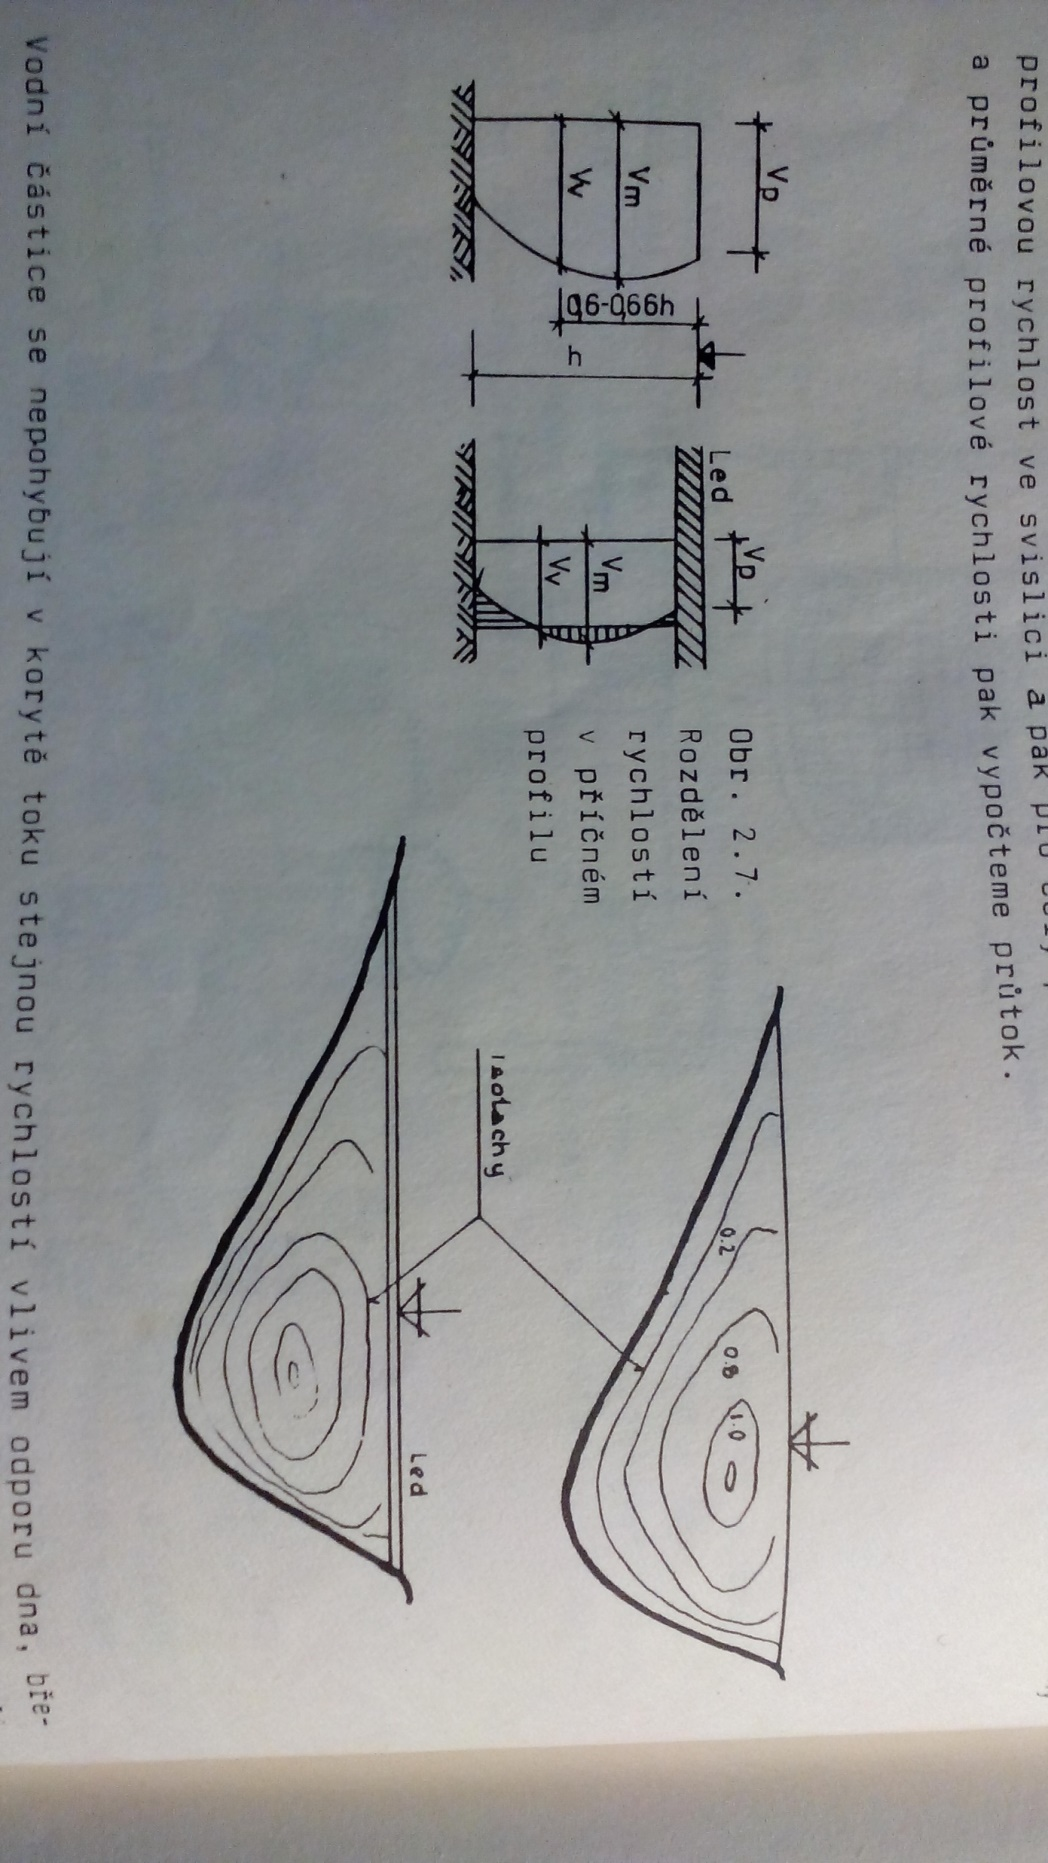 profilovou rychlost ve svislici a pak pro
a průměrné profilové rychlosti pak vypočteme průtok.
Vp
Vm
Vv
0,6-0,66h
h
Led
Vp
Vm
Vv
Obr. 2.7.
Rozdělení
rychlostí
v příčném
profilu
0.2
0.8
1.0
Izotachy
Led
Vodní částice se nepohybují v korytě toku stejnou rychlostí vlivem odporu dna, bře-